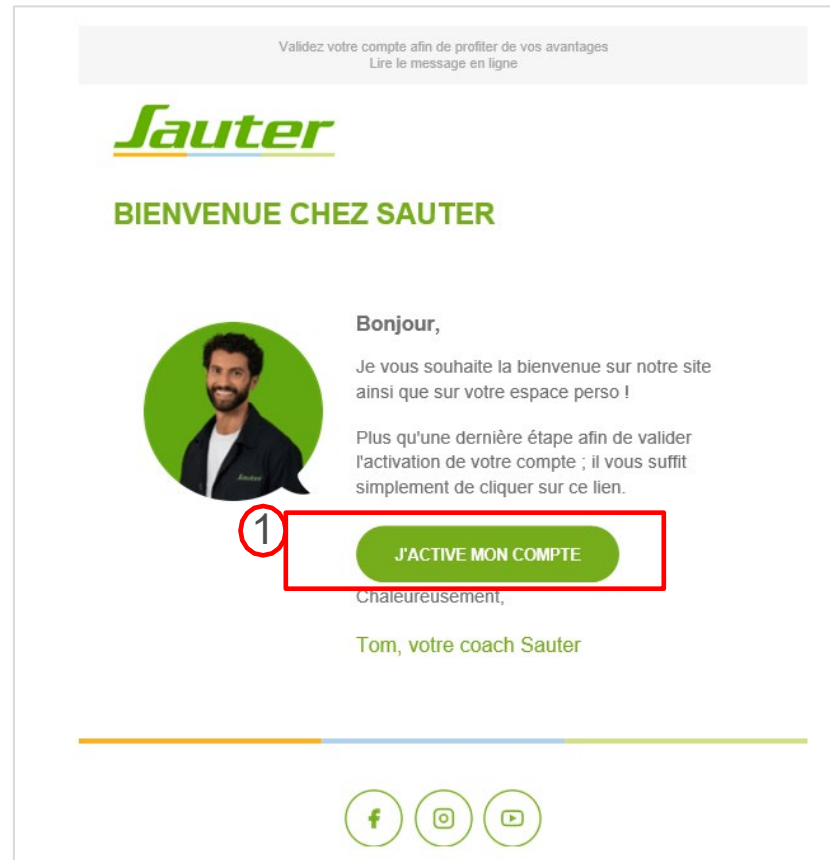 Validez votre compte afin de profiter de vos avantages
Lire le message en ligne
Sauter
BIENVENUE CHEZ SAUTER
Bonjour,
Je vous souhaite la bienvenue sur notre site
ainsi que sur votre espace perso !
Plus qu'une dernière étape afin de valider
l'activation de votre compte ; il vous suffit
simplement de cliquer sur ce lien.
Sauter
1
J'ACTIVE MON COMPTE
Chaleureusement,
Tom, votre coach Sauter